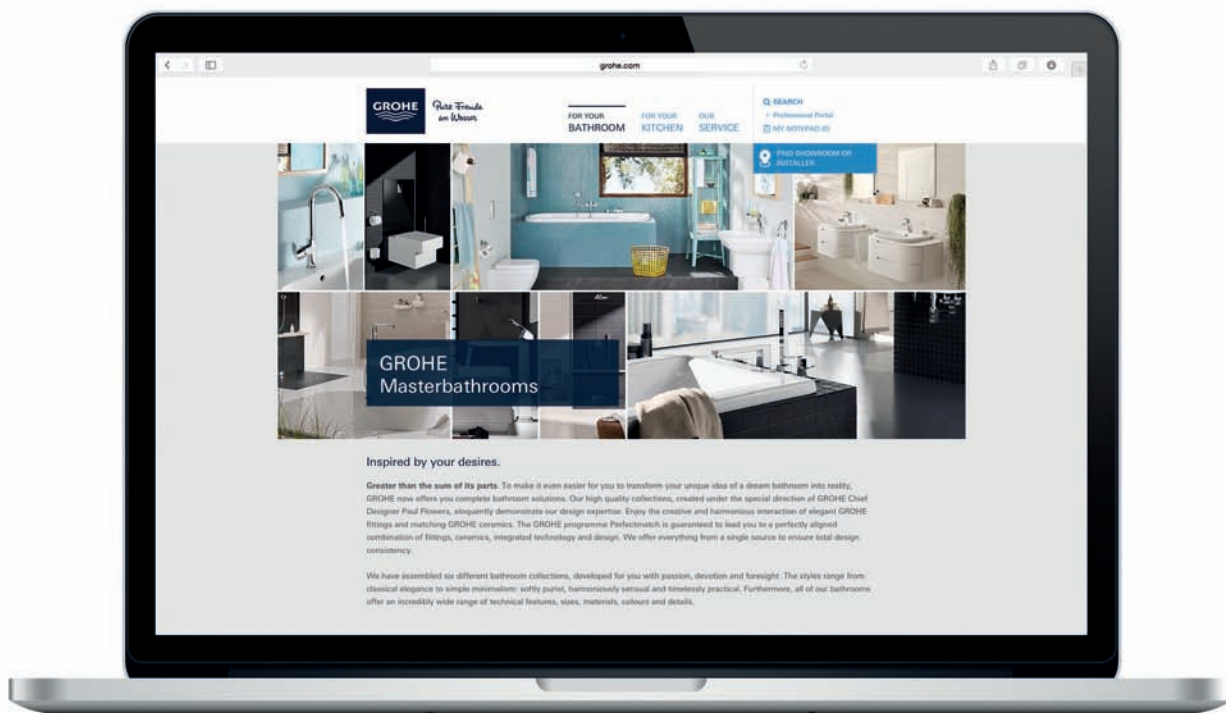 grohe.com
GROHE
Pure Freude
an Wasser
FOR YOUR
BATHROOM
FOR YOUR
KITCHEN
OUR
SERVICE
SEARCH
Professional Portal
MY NOTEPAD (0)
FIND SHOWROOM OR
INSTALLER
GROHE
Masterbathrooms
Inspired by your desires.
Greater than the sum of its parts. To make it even easier for you to transform your unique idea of a dream bathroom into reality,
GROHE now offers you complete bathroom solutions. Our high quality collections, created under the special direction of GROHE Chief
Designer Paul Flowers, eloquently demonstrate our design expertise. Enjoy the creative and harmonious interaction of elegant GROHE
fittings and matching GROHE ceramics. The GROHE programme Perfectmatch is guaranteed to lead you to a perfectly aligned
combination of fittings, ceramics, integrated technology and design. We offer everything from a single source to ensure total design
consistency.
We have assembled six different bathroom collections, developed for you with passion, devotion and foresight. The styles range from
classical elegance to simple minimalism: softly purist, harmoniously sensual and timelessly practical. Furthermore, all of our bathrooms
offer an incredibly wide range of technical features, sizes, materials, colours and details.